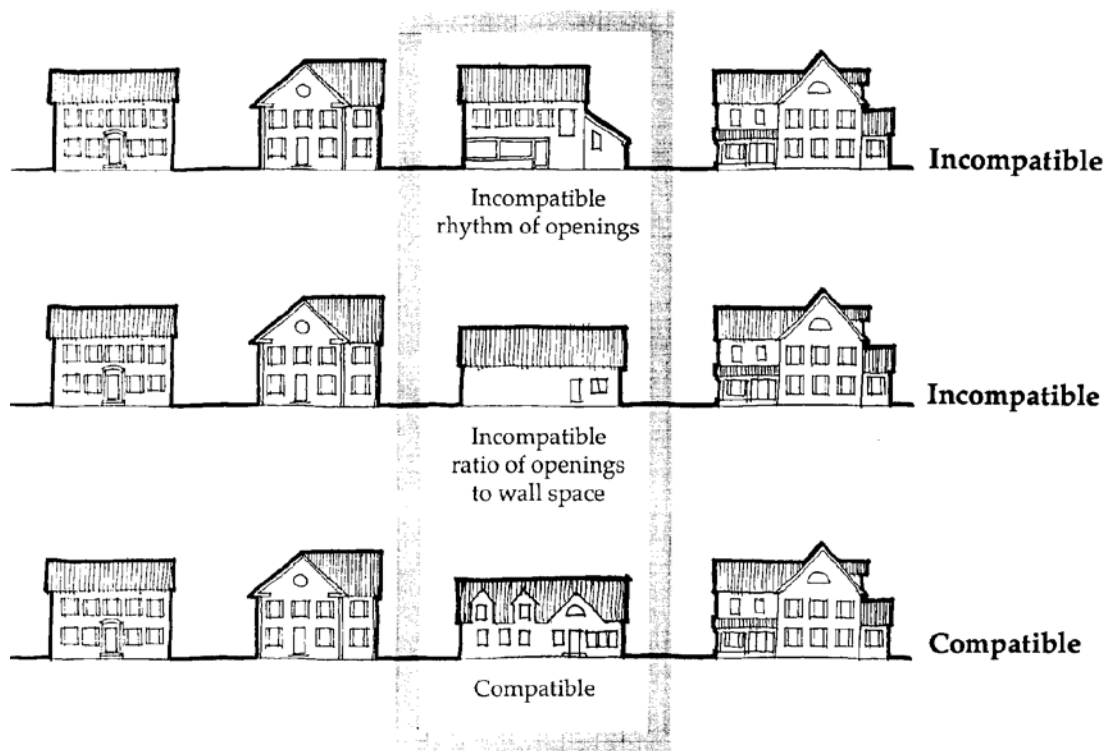 Incompatible
Incompatible
rhythm of openings
Incompatible
Incompatible
ratio of openings
to wall space
Compatible
Compatible